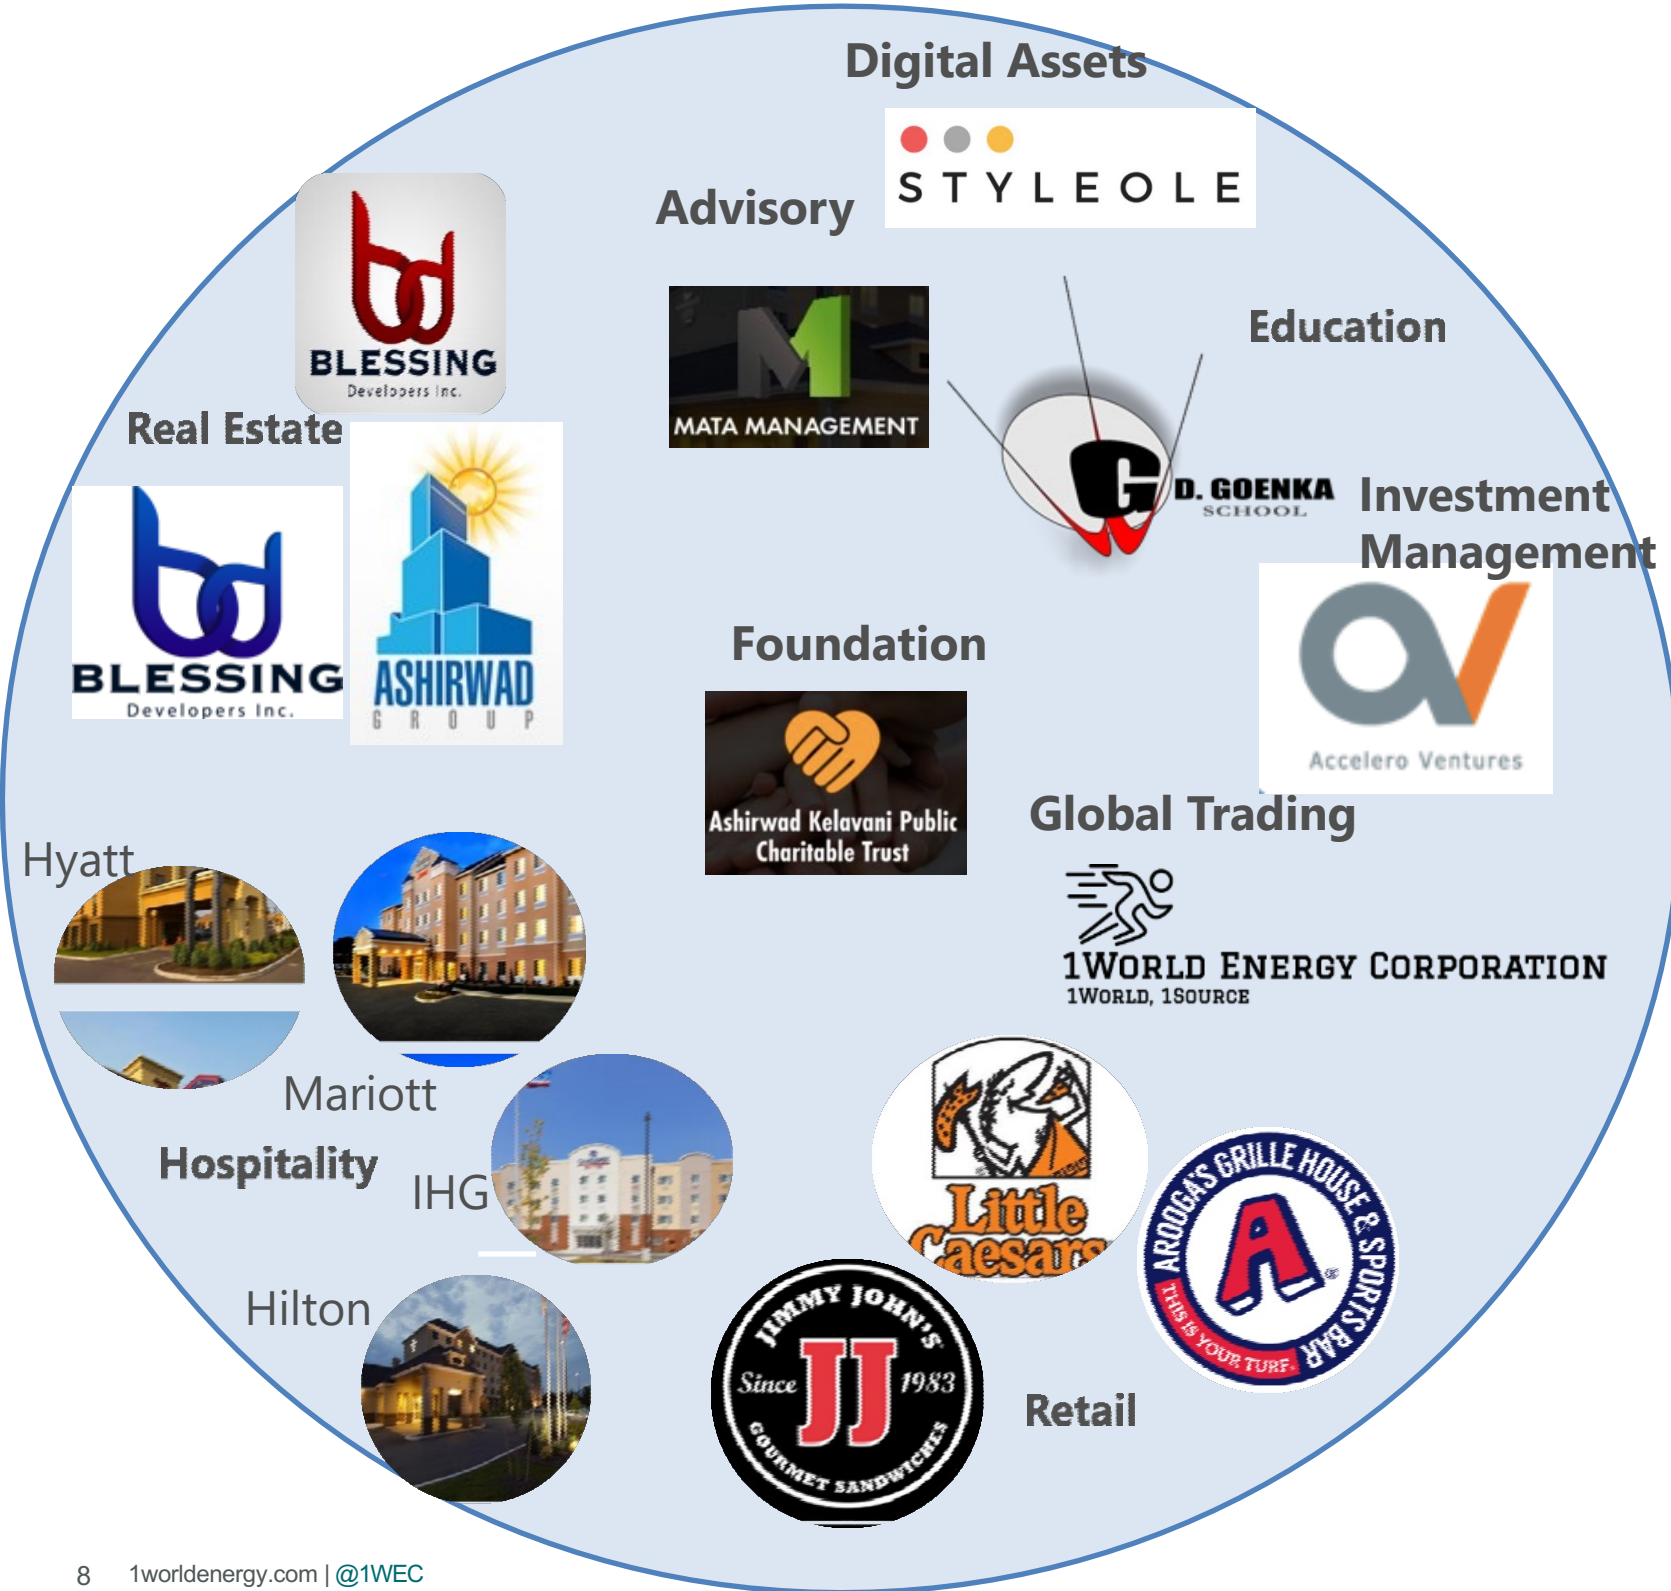 Digital Assets
STYLEOLE
Advisory
MATA MANAGEMENT
Education
G D. GOENKA
SCHOOL
BLESSING
Developers Inc.
Real Estate
BLESSING
Developers Inc.
ASHIRWAD
GROUP
Investment
Management
Accelero Ventures
Foundation
Ashirwad Kelavani Public
Charitable Trust
Global Trading
1WORLD ENERGY CORPORATION
1WORLD, 1SOURCE
Hyatt
Mariott
Hospitality
IHG
Hilton
Little
Caesars
AROOGA'S GRILLE HOUSE & SPORTS BAR
A
®
THIS IS YOUR TURF.
JIMMY JOHN'S
Since JJ 1983
GOURMET SANDWICHES
Retail
8 1worldenergy.com | @1WEC